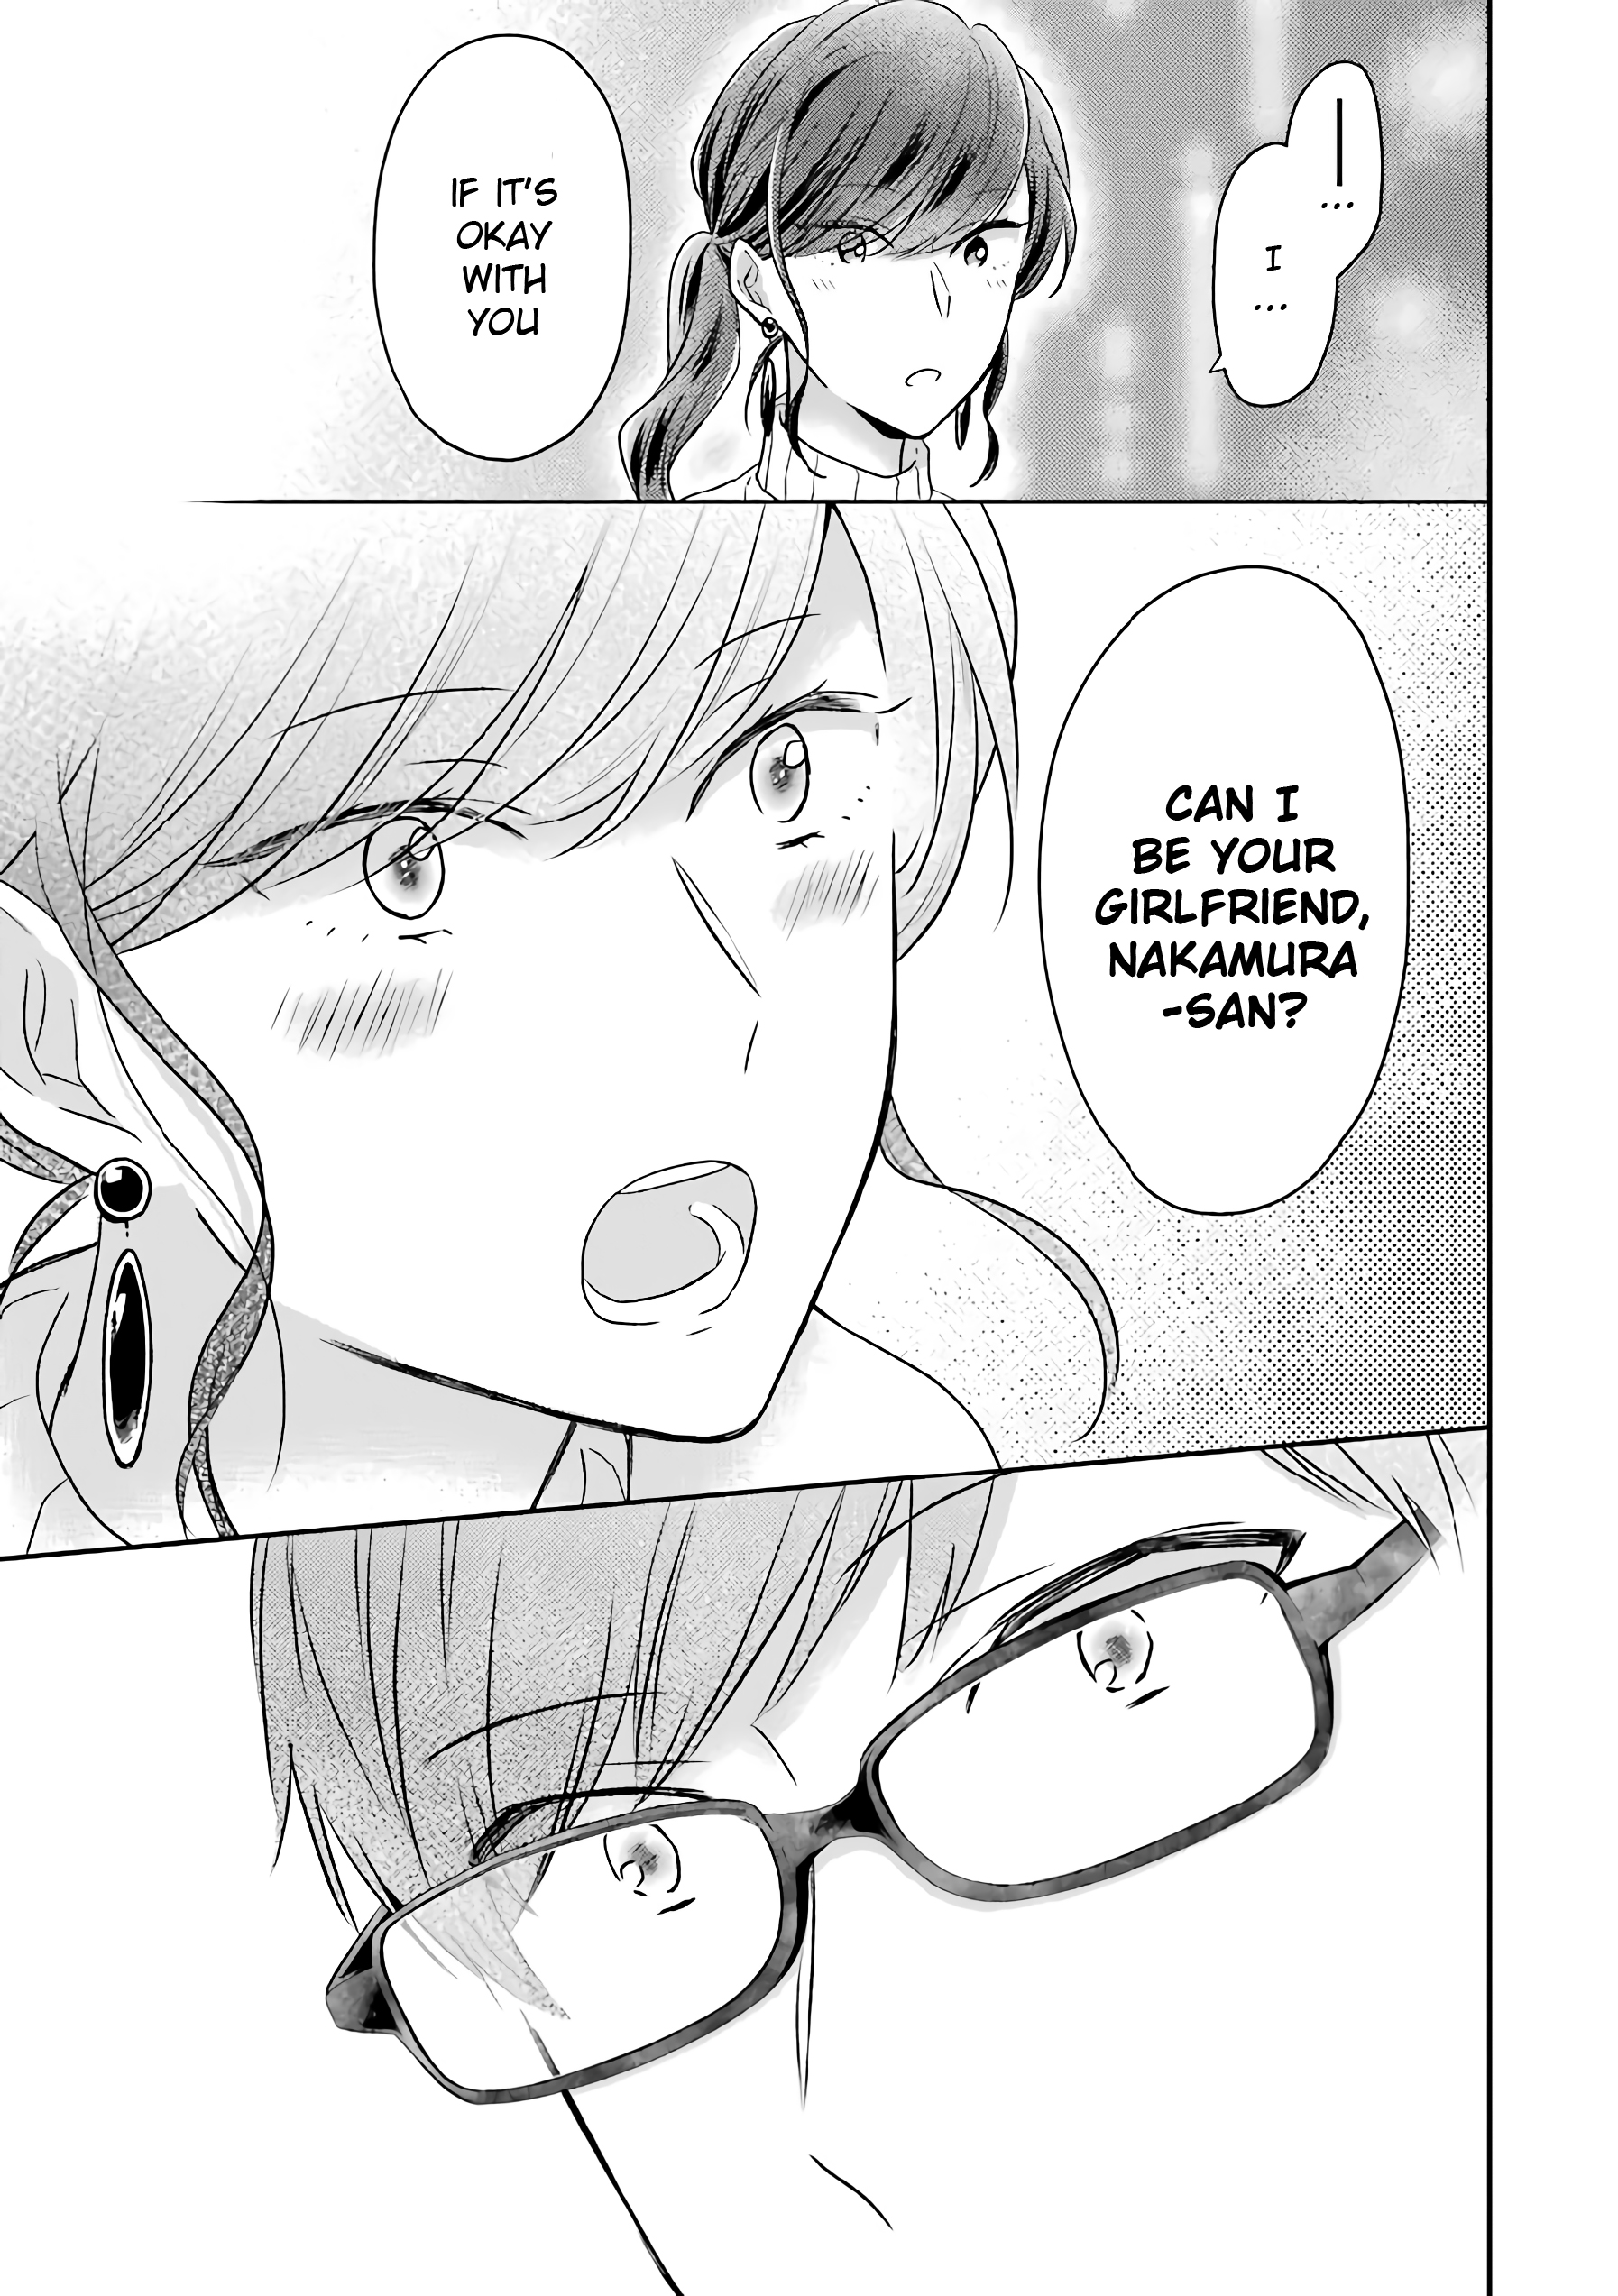 —...
I
...
IF IT'S
OKAY
WITH
YOU
CAN I
BE YOUR
GIRLFRIEND,
NAKAMURA
-SAN?